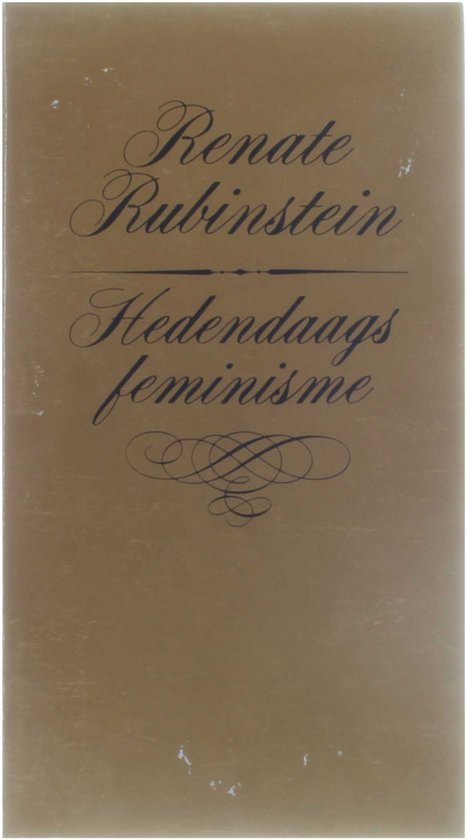 Renate
Rubinstein
Hedendaags
feminisme